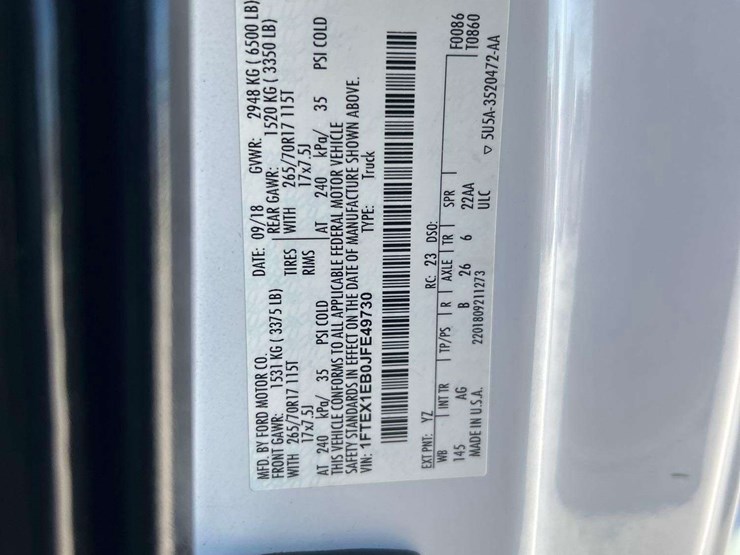 MFD. BY FORD MOTOR CO.
DATE: 09/18 GVWR: 2948 KG ( 6500 LB)
FRONT GAWR: 1531 KG ( 3375 LB) REAR GAWR: 1520 KG ( 3350 LB)
WITH 265/70R17 115T TIRES WITH 265/70R17 115T
17x7.5J RIMS 17x7.5J
AT 240 kPa/ 35 PSI COLD AT 240 kPa/ 35 PSI COLD
THIS VEHICLE CONFORMS TO ALL APPLICABLE FEDERAL MOTOR VEHICLE
SAFETY STANDARDS IN EFFECT ON THE DATE OF MANUFACTURE SHOWN ABOVE.
VIN: 1FTEX1EB0JFE49730 TYPE: Truck
F0086
T0860
EXT PNT: YZ RC: 23 DSO:
WB INT TR TP/PS R AXLE TR SPR
145 AG B 26 6 22AA
ULC
MADE IN U.S.A. 2201809211273
▽ 5U5A-3520472-AA